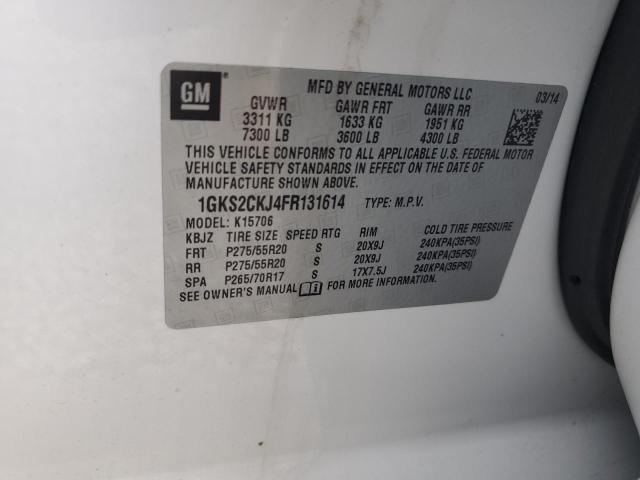 GM ®
MFD BY GENERAL MOTORS LLC
03/14
GVWR GAWR FRT GAWR RR
3311 KG 1633 KG 1951 KG
7300 LB 3600 LB 4300 LB
THIS VEHICLE CONFORMS TO ALL APPLICABLE U.S. FEDERAL MOTOR
VEHICLE SAFETY STANDARDS IN EFFECT ON THE DATE OF
MANUFACTURE SHOWN ABOVE.
1GKS2CKJ4FR131614 TYPE: M.P.V.
MODEL: K15706
KBJZ TIRE SIZE SPEED RTG RIM COLD TIRE PRESSURE
FRT P275/55R20 S 20X9J 240KPA(35PSI)
RR P275/55R20 S 20X9J 240KPA(35PSI)
SPA P265/70R17 S 17X7.5J 240KPA(35PSI)
SEE OWNER'S MANUAL FOR MORE INFORMATION.